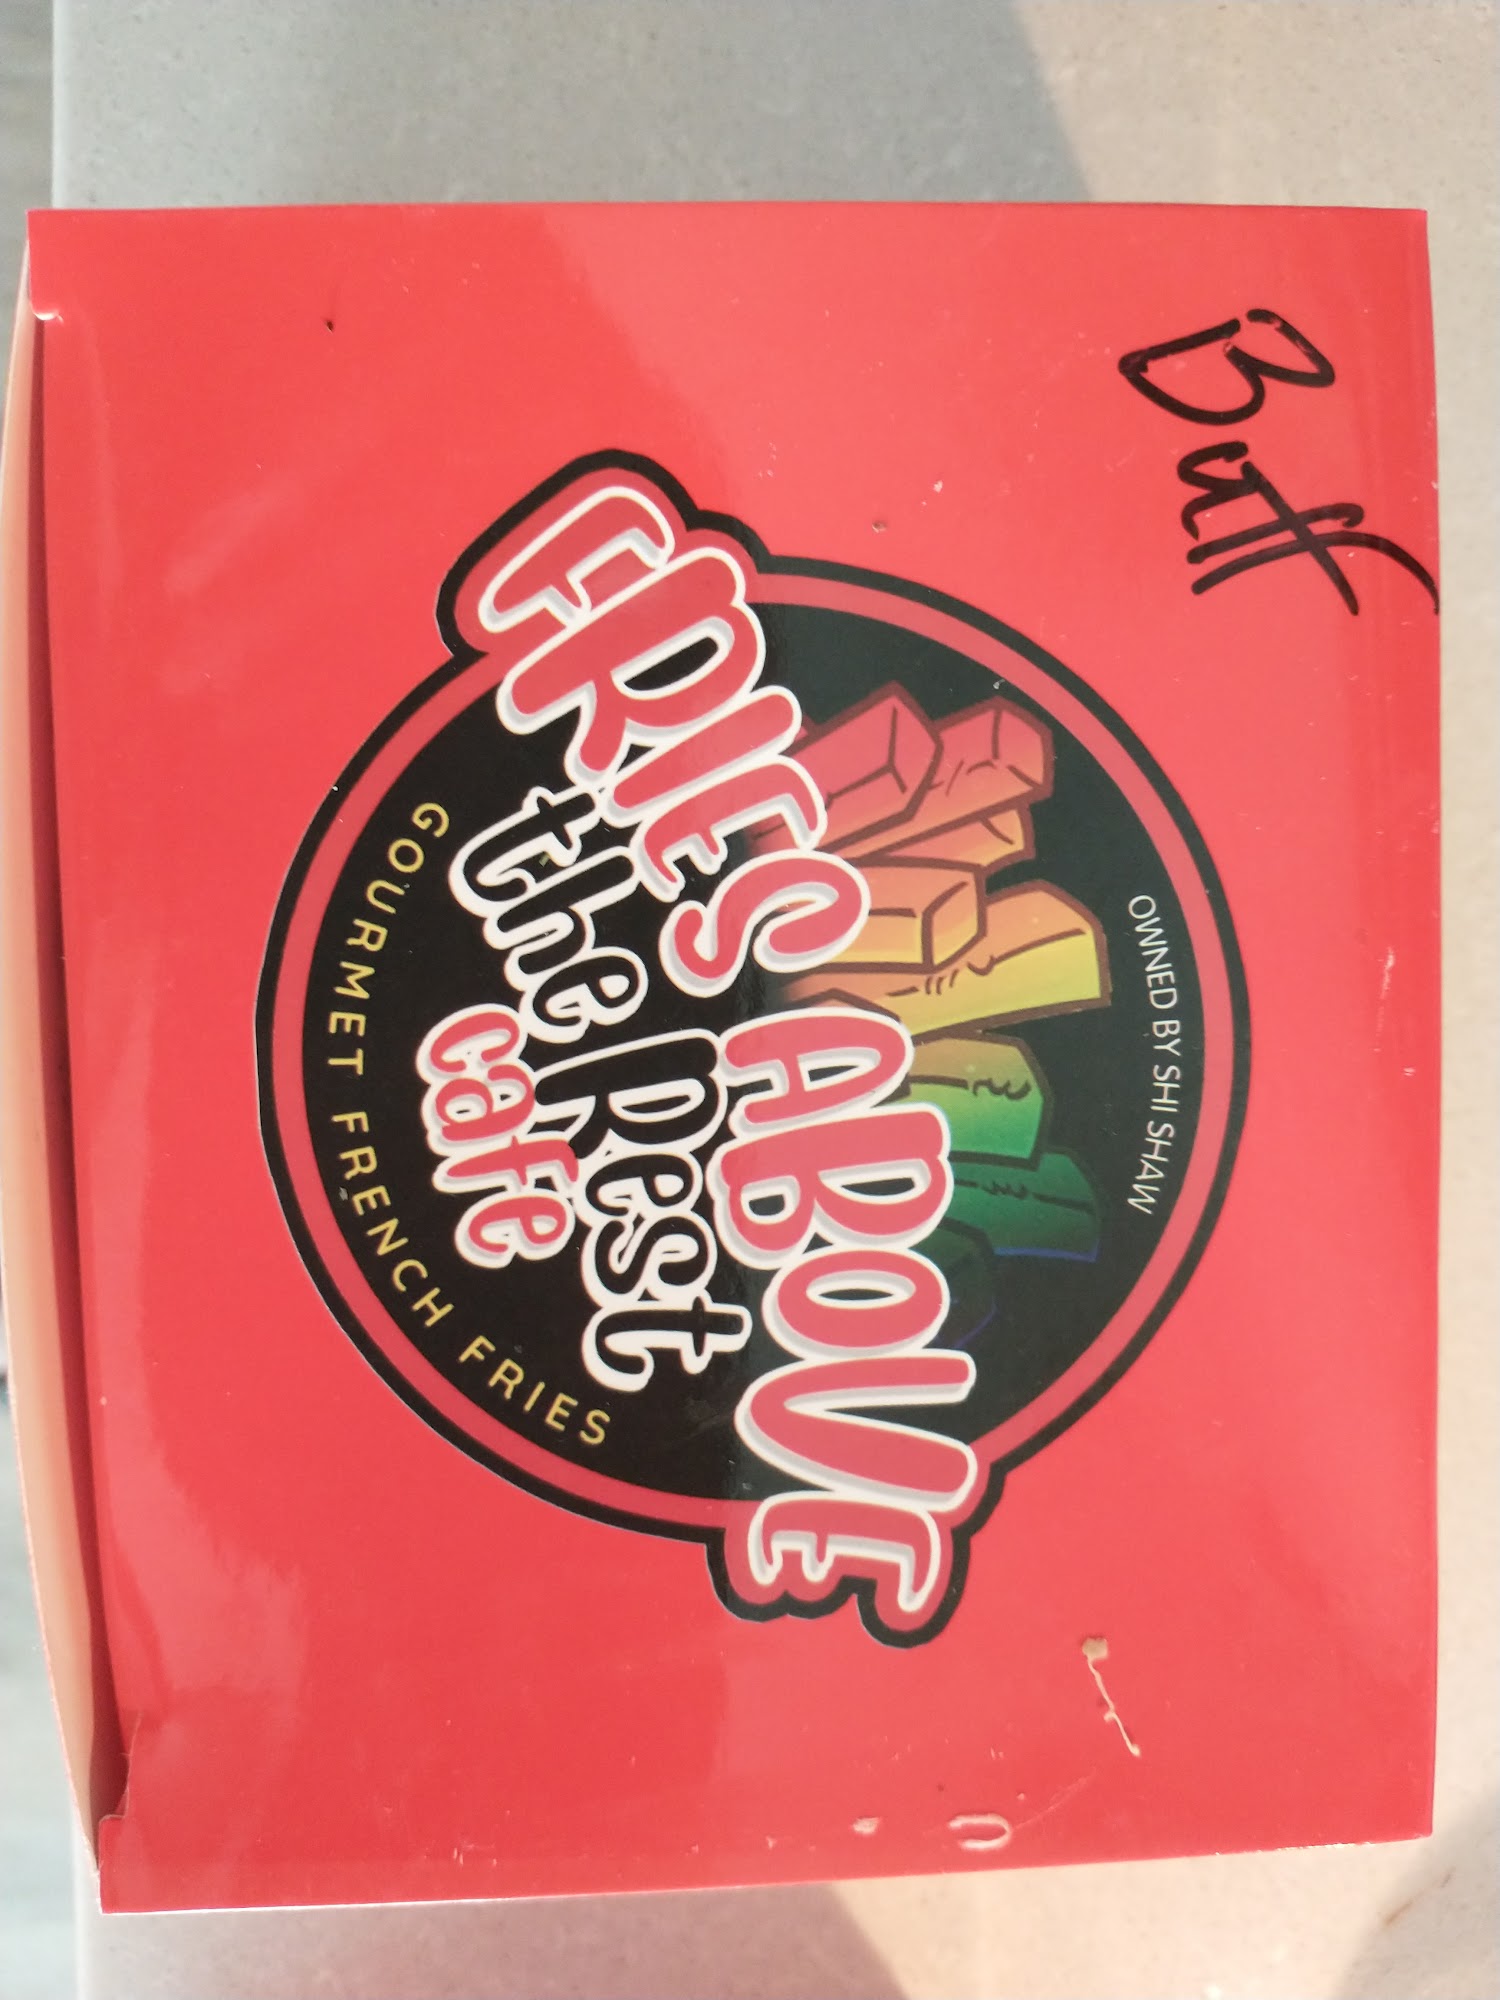 Buff
OWNED BY SHI SHAW
FRIES ABOVE
the Rest
cafe
GOURMET FRENCH FRIES